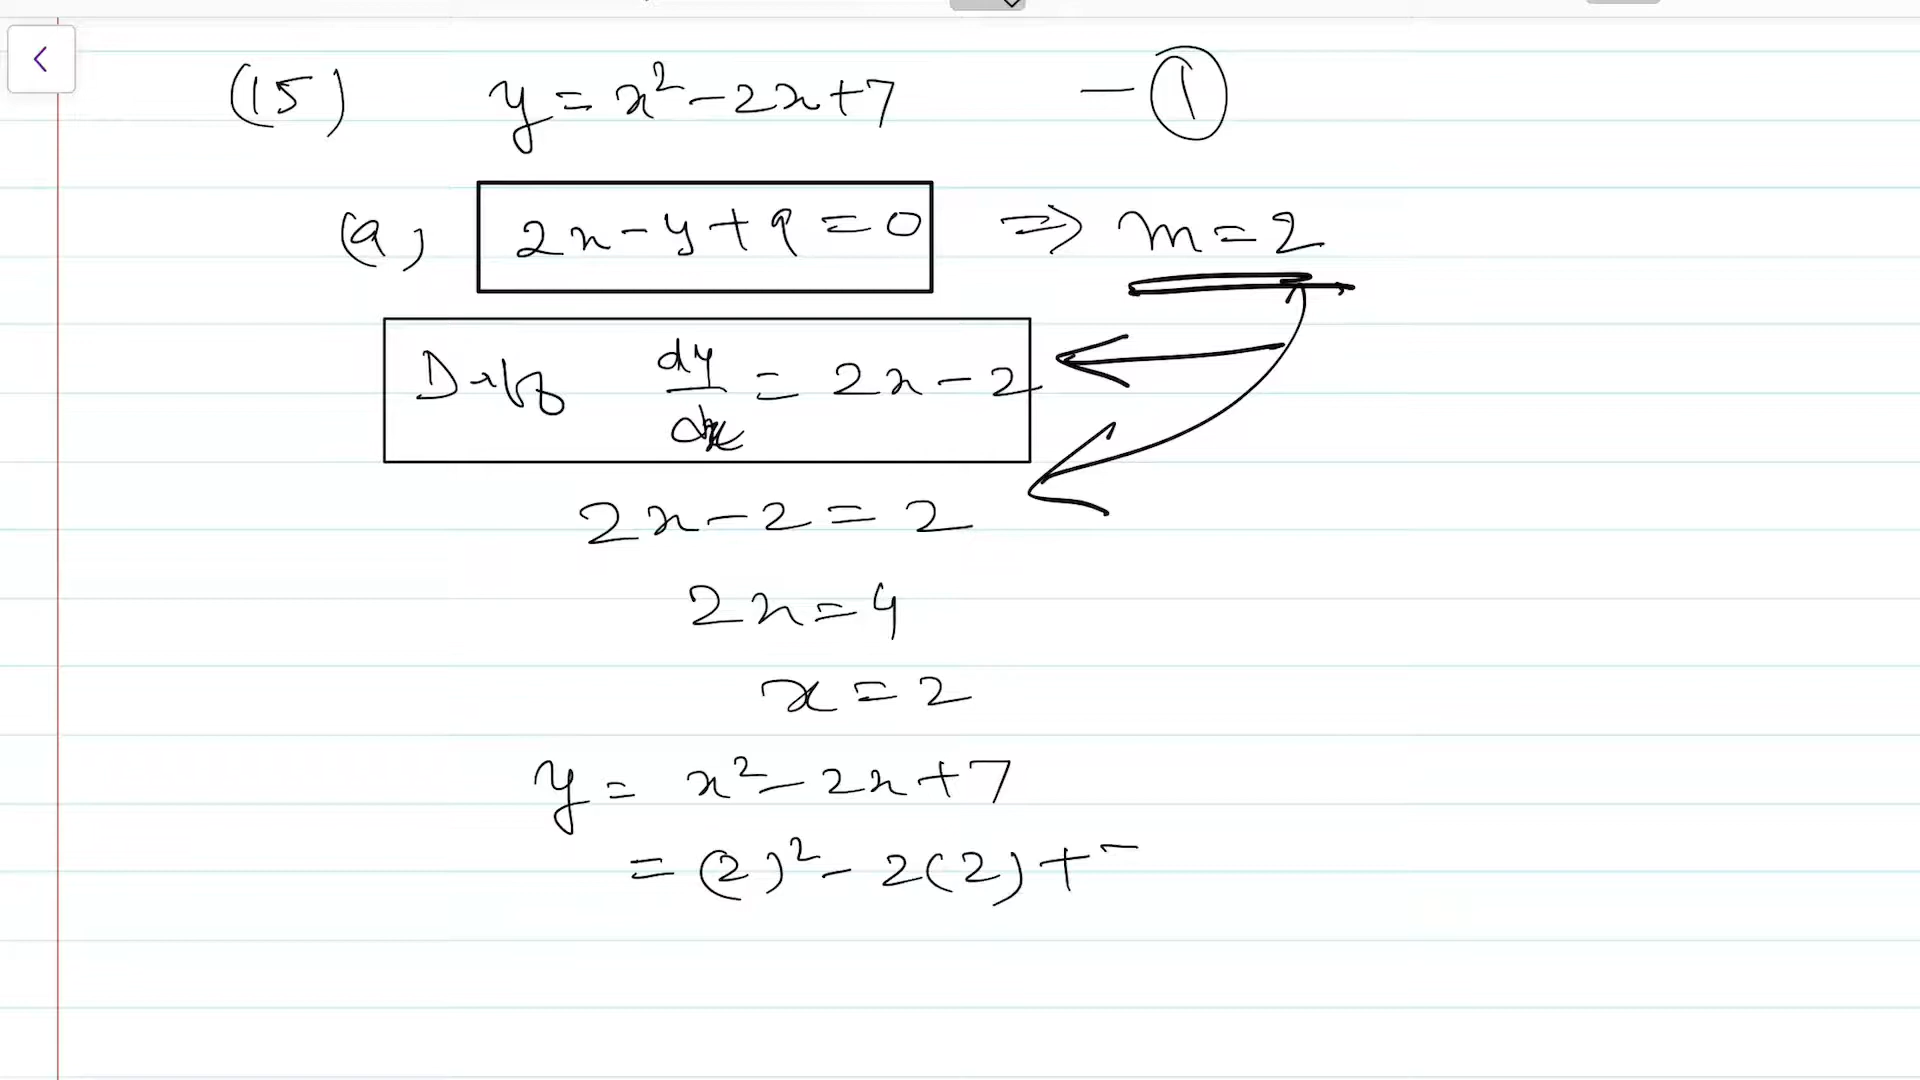 (15) y = x² - 2x + 7 - ①
(a) 2x - y + 9 = 0 ⇒ m = 2
Diff dy/dx = 2x - 2
2x - 2 = 2
2x = 4
x = 2
y = x² - 2x + 7
= (2)² - 2(2) +